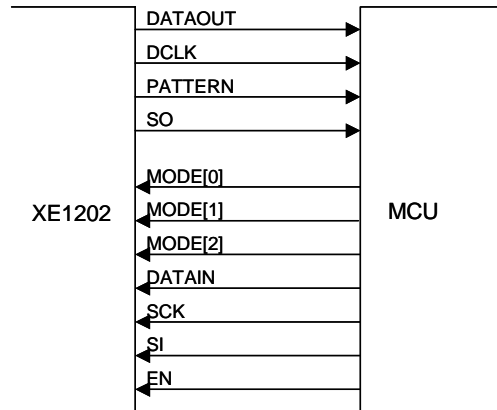 DATAOUT
DCLK
PATTERN
SO
MODE[0]
XE1202
MODE[1]
MCU
MODE[2]
DATAIN
SCK
SI
EN